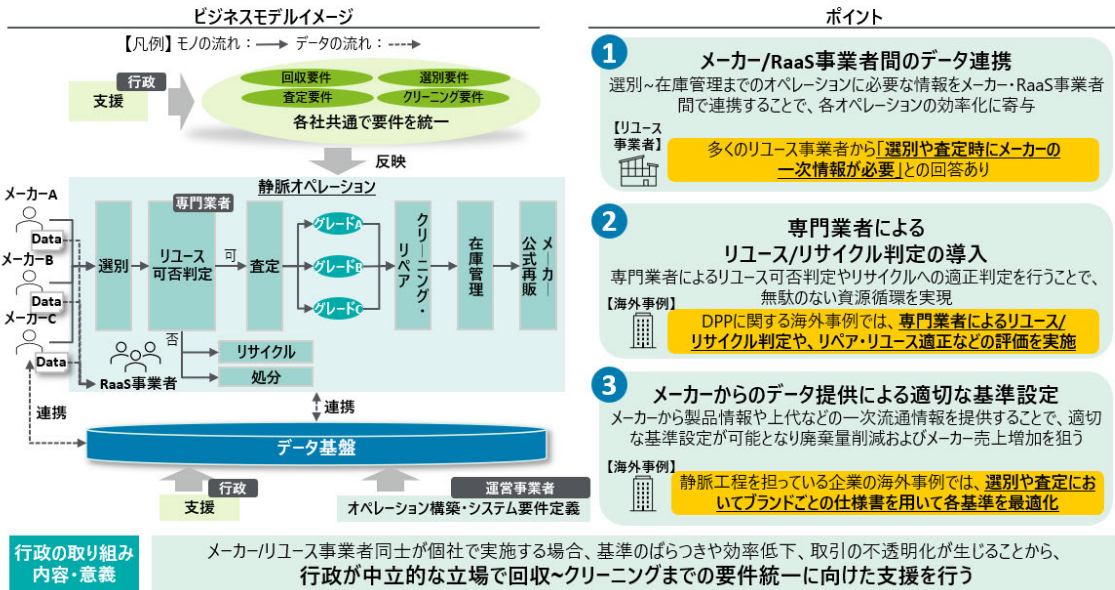 ビジネスモデルイメージ
【凡例】モノの流れ： データの流れ：
支援
行政
回収要件
選別要件
査定要件
クリーニング要件
各社共通で要件を統一
反映
静脈オペレーション
メーカーA
Data
メーカーB
Data
メーカーC
Data
選別
専門業者
リユース
可否判定
可
否
査定
グレードA
グレードB
グレードC
クリーニング・
リペア
在庫管理
メーカー
公式再販
リサイクル
処分
RaaS事業者
連携
連携
データ基盤
行政
支援
運営事業者
オペレーション構築・システム要件定義
ポイント
1
メーカー/RaaS事業者間のデータ連携
選別~在庫管理までのオペレーションに必要な情報をメーカー・RaaS事業者
間で連携することで、各オペレーションの効率化に寄与
【リユース
事業者】
多くのリユース事業者から「選別や査定時にメーカーの
一次情報が必要」との回答あり
2
専門業者による
リユース/リサイクル判定の導入
専門業者によるリユース可否判定やリサイクルへの適正判定を行うことで、
無駄のない資源循環を実現
【海外事例】
DPPに関する海外事例では、専門業者によるリユース/
リサイクル判定や、リペア・リユース適正などの評価を実施
3
メーカーからのデータ提供による適切な基準設定
メーカーから製品情報や上代などの一次流通情報を提供することで、適切
な基準設定が可能となり廃棄量削減およびメーカー売上増加を狙う
【海外事例】
静脈工程を担っている企業の海外事例では、選別や査定にお
いてブランドごとの仕様書を用いて各基準を最適化
行政の取り組み
内容・意義
メーカー/リユース事業者同士が個社で実施する場合、基準のばらつきや効率低下、取引の不透明化が生じることから、
行政が中立的な立場で回収~クリーニングまでの要件統一に向けた支援を行う